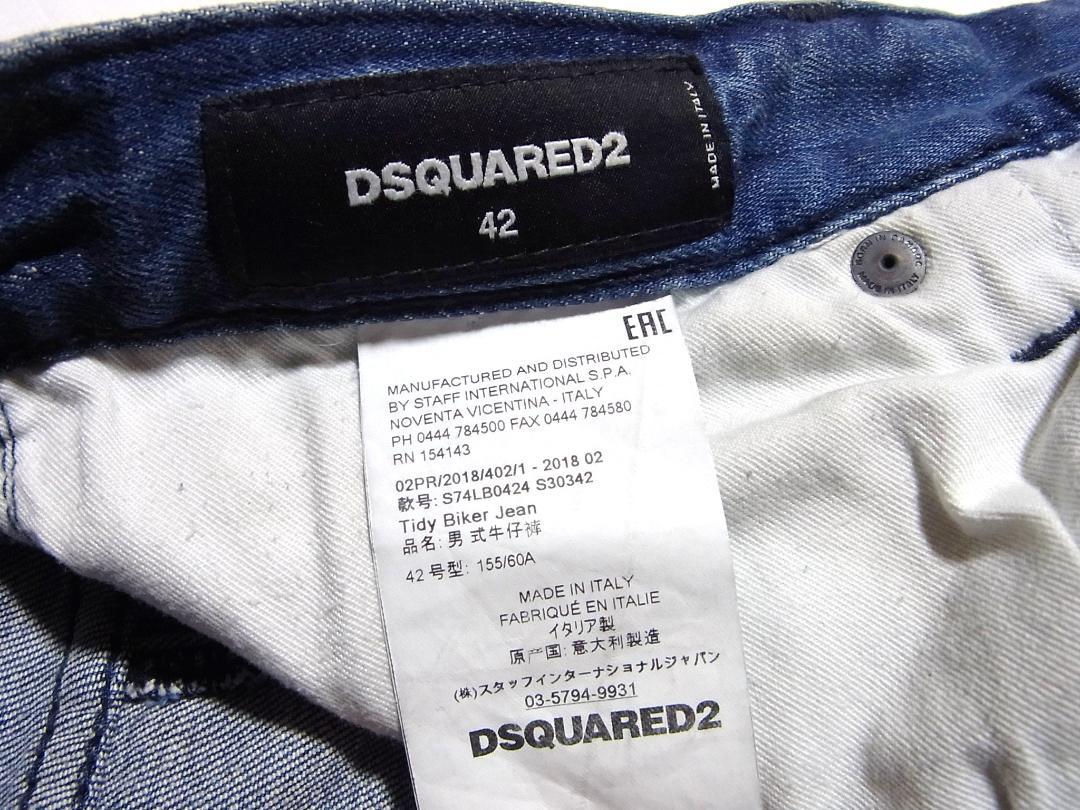 DSQUARED2
42
MADE IN ITALY
BORN IN CANADA
MADE IN ITALY
EAC
MANUFACTURED AND DISTRIBUTED
BY STAFF INTERNATIONAL S.P.A.
NOVENTA VICENTINA - ITALY
PH 0444 784500 FAX 0444 784580
RN 154143
02PR/2018/402/1 - 2018 02
款号: S74LB0424 S30342
Tidy Biker Jean
品名: 男式牛仔裤
42 号型: 155/60A
MADE IN ITALY
FABRIQUÉ EN ITALIE
イタリア製
原产国: 意大利製造
(株)スタッフインターナショナルジャパン
03-5794-9931
DSQUARED2